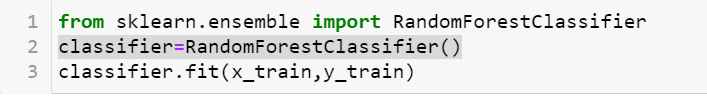 1 from sklearn.ensemble import RandomForestClassifier
2 classifier=RandomForestClassifier()
3 classifier.fit(x_train,y_train)